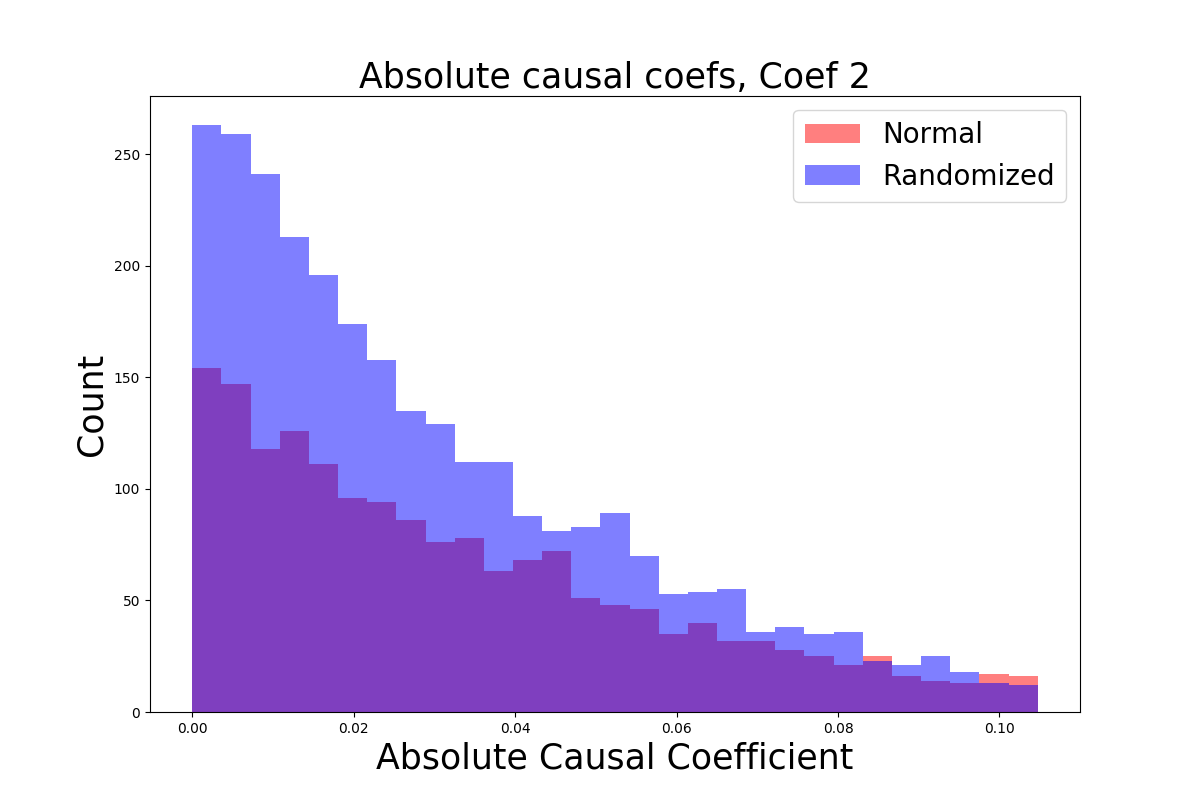 Absolute causal coefs, Coef 2
Normal
Randomized
250
200
150
100
50
0
Count
0.00 0.02 0.04 0.06 0.08 0.10
Absolute Causal Coefficient